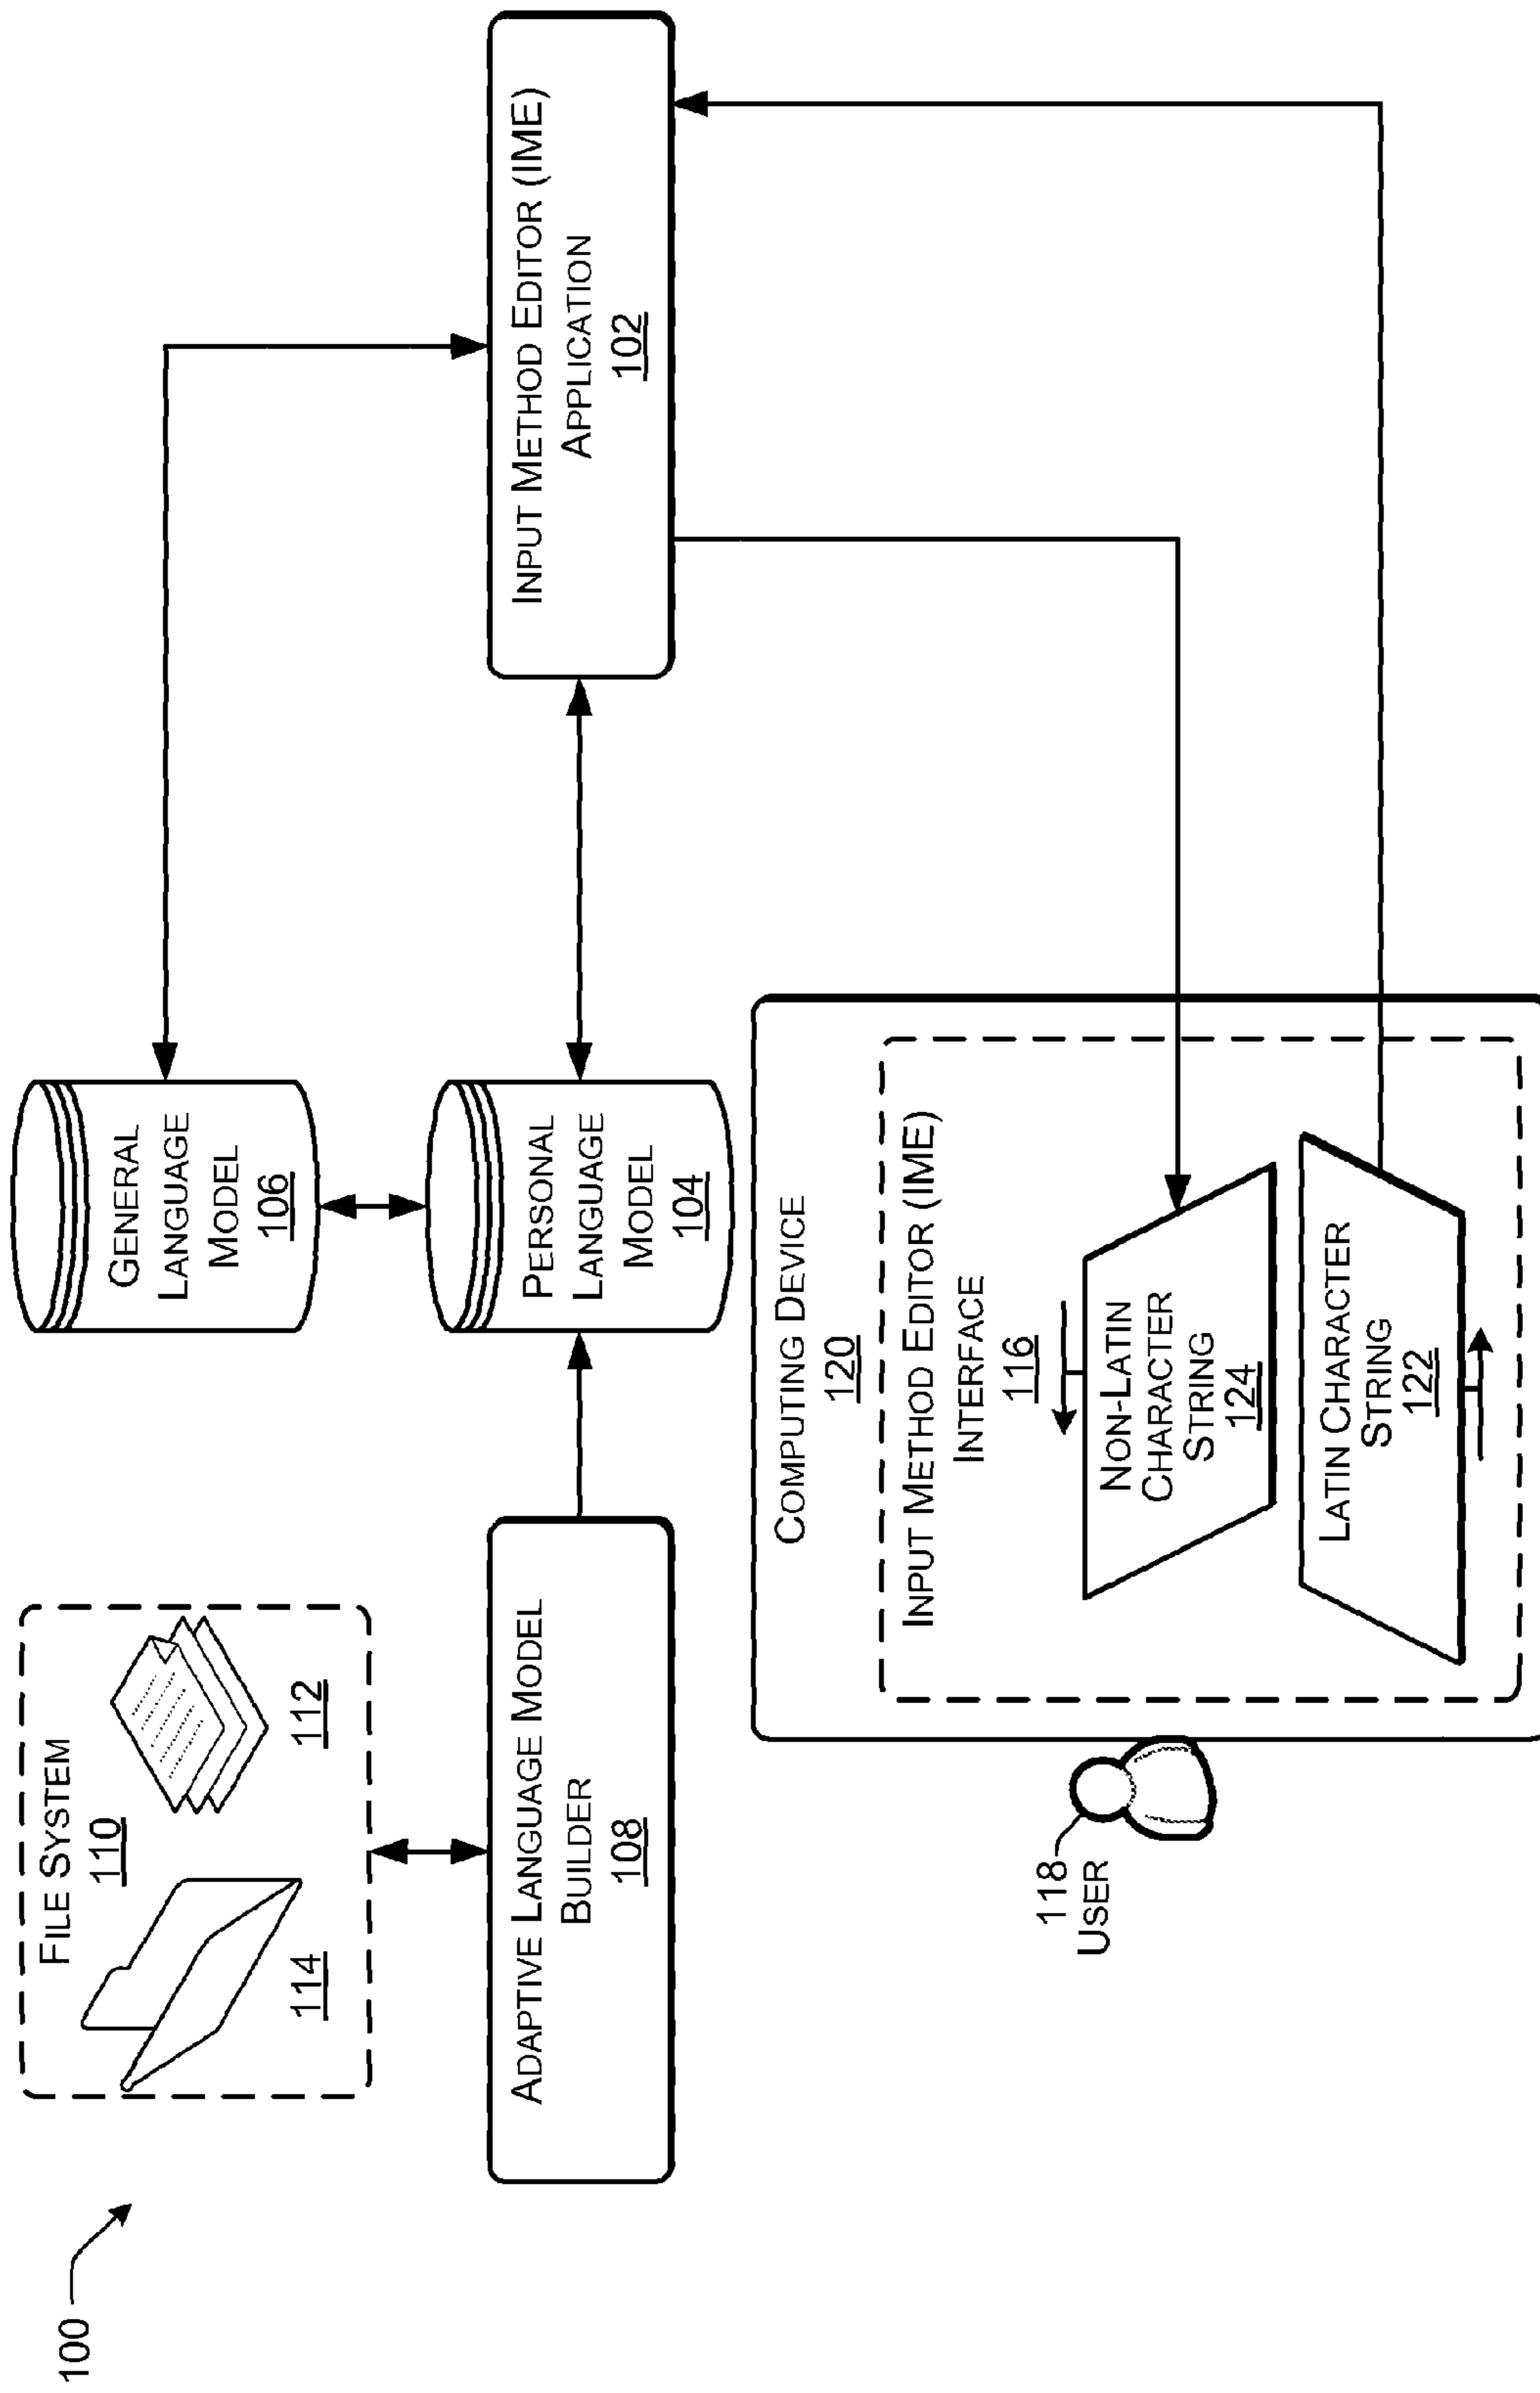 100
FILE SYSTEM
110
114
112
ADAPTIVE LANGUAGE MODEL
BUILDER
108
GENERAL
LANGUAGE
MODEL
106
PERSONAL
LANGUAGE
MODEL
104
INPUT METHOD EDITOR (IME)
APPLICATION
102
118
USER
COMPUTING DEVICE
120
INPUT METHOD EDITOR (IME)
INTERFACE
116
NON-LATIN
CHARACTER
STRING
124
LATIN CHARACTER
STRING
122